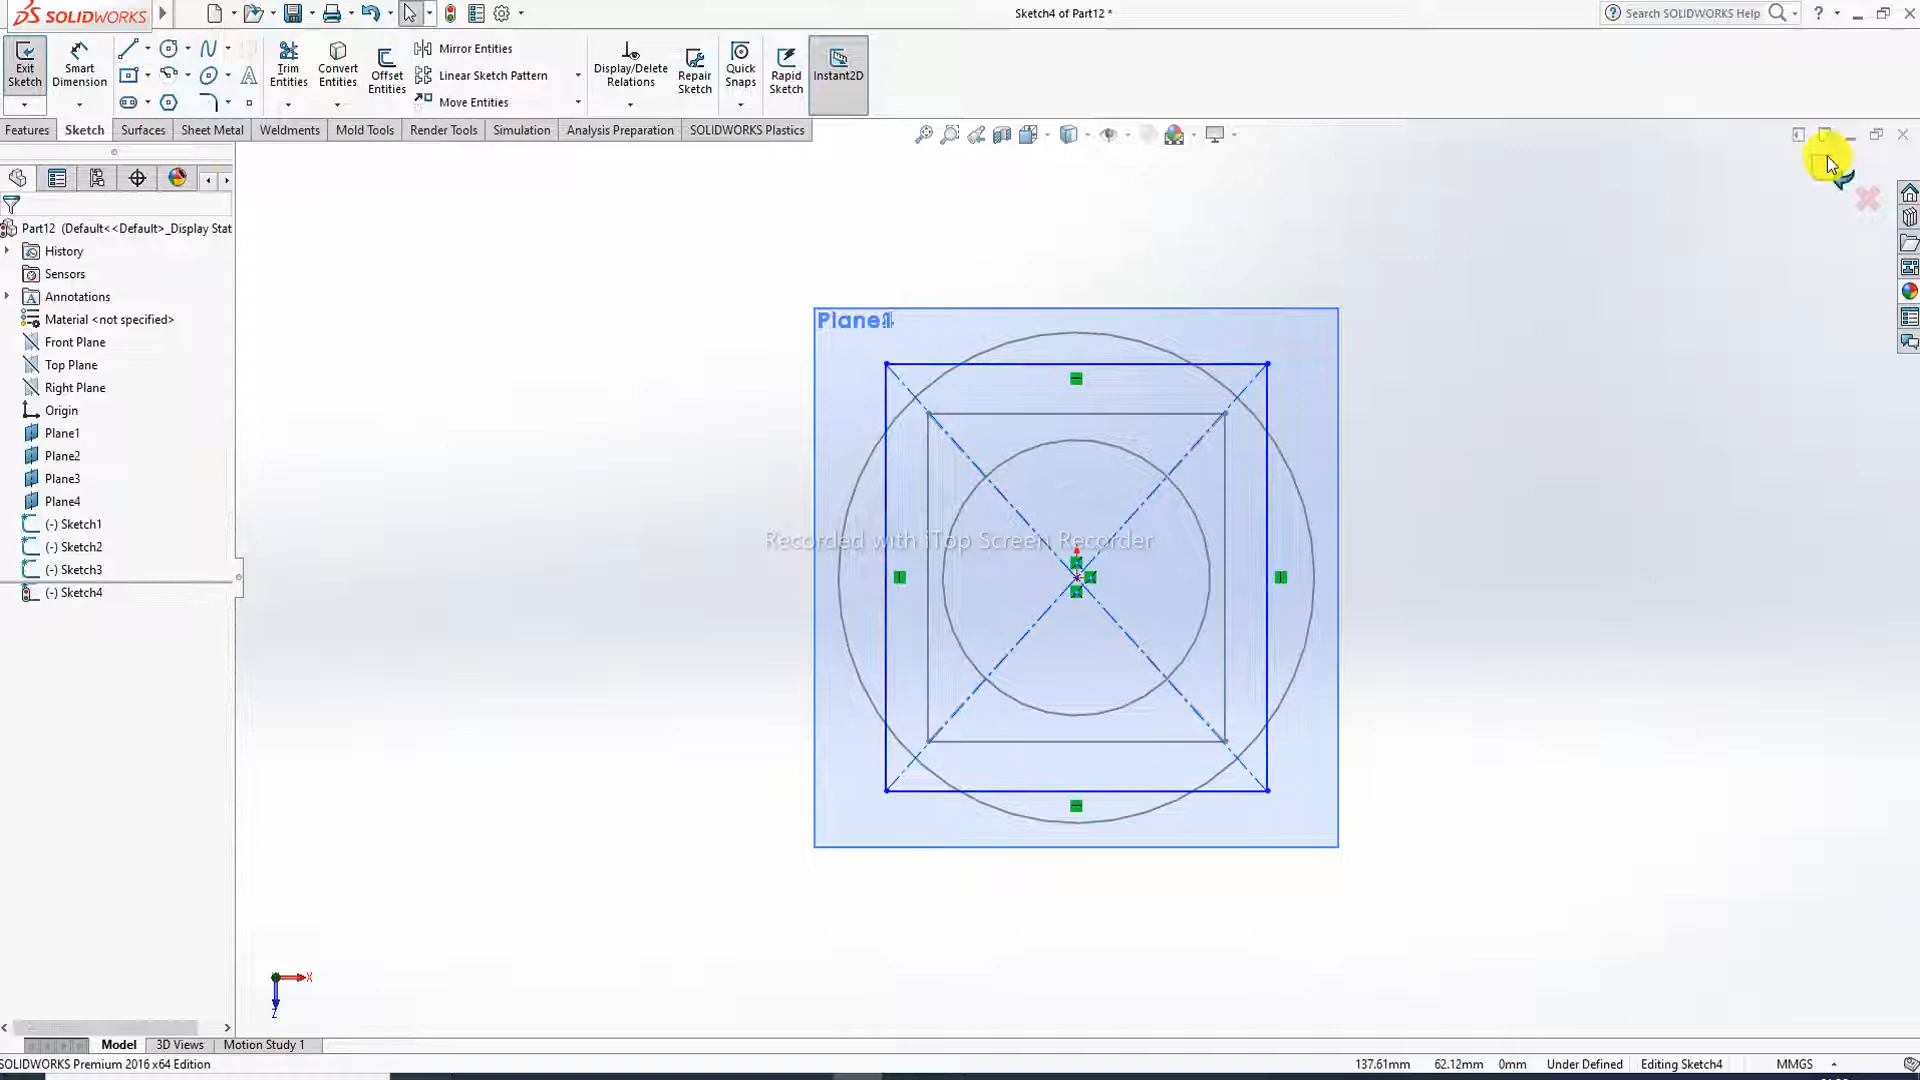 SOLIDWORKS
Sketch4 of Part12 *
Search SOLIDWORKS Help
?
Exit Sketch
Smart Dimension
Trim Entities
Convert Entities
Offset Entities
Mirror Entities
Linear Sketch Pattern
Move Entities
Display/Delete Relations
Repair Sketch
Quick Snaps
Rapid Sketch
Instant2D
Features
Sketch
Surfaces
Sheet Metal
Weldments
Mold Tools
Render Tools
Simulation
Analysis Preparation
SOLIDWORKS Plastics
Part12 (Default<<Default>_Display Stat
History
Sensors
Annotations
Material <not specified>
Front Plane
Top Plane
Right Plane
Origin
Plane1
Plane2
Plane3
Plane4
(-) Sketch1
(-) Sketch2
(-) Sketch3
(-) Sketch4
Recorded with iTop Screen Recorder
X
Z
Model
3D Views
Motion Study 1
SOLIDWORKS Premium 2016 x64 Edition
137.61mm
62.12mm
0mm
Under Defined
Editing Sketch4
MMGS